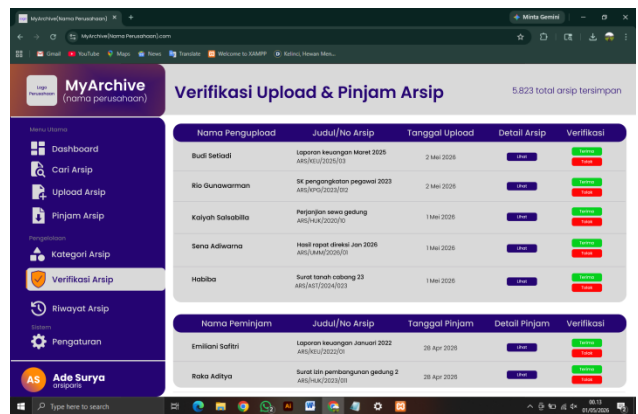 MyArchive(Nama Perusahaan)
Minta Gemini
MyArchive(Nama Perusahaan).com
Gmail YouTube Maps News Translate Welcome to XAMPP Kelinci, Hewan Men...
Logo Perusahaan
MyArchive
(nama perusahaan)
Verifikasi Upload & Pinjam Arsip
5.823 total arsip tersimpan
Menu Utama
Dashboard
Cari Arsip
Upload Arsip
Pinjam Arsip
Pengelolaan
Kategori Arsip
Verifikasi Arsip
Riwayat Arsip
Sistem
Pengaturan
AS
Ade Surya
arsiparis
Nama Pengupload Judul/No Arsip Tanggal Upload Detail Arsip Verifikasi
Budi Setiadi Laporan keuangan Maret 2025 2 Mei 2026 Lihat Terima
ARS/KEU/2025/03 Tolak
Rio Gunawarman SK pengangkatan pegawai 2023 2 Mei 2026 Lihat Terima
ARS/KPG/2023/012 Tolak
Kaiyah Salsabilla Perjanjian sewa gedung 1 Mei 2026 Lihat Terima
ARS/HUK/2020/10 Tolak
Sena Adiwarna Hasil rapat direksi Jan 2026 1 Mei 2026 Lihat Terima
ARS/UMM/2026/01 Tolak
Habiba Surat tanah cabang 23 1 Mei 2026 Lihat Terima
ARS/AST/2024/023 Tolak
Nama Peminjam Judul/No Arsip Tanggal Pinjam Detail Pinjam Verifikasi
Emiliani Safitri Laporan keuangan Januari 2022 28 Apr 2026 Lihat Terima
ARS/KEU/2022/01 Tolak
Raka Aditya Surat izin pembangunan gedung 2 28 Apr 2026 Lihat Terima
ARS/HUK/2023/011 Tolak
Type here to search
00.13
01/05/2026